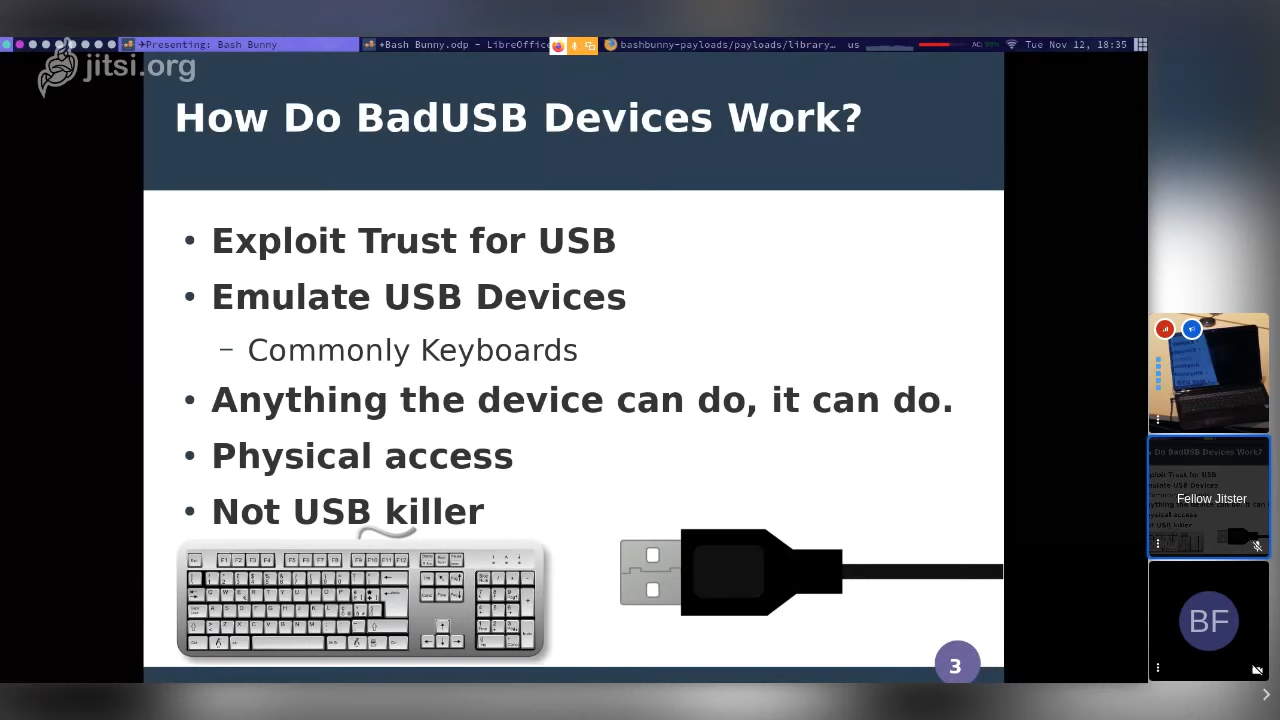 ✈Presenting: Bash Bunny
+Bash Bunny.odp - LibreOffice
bashbunny-payloads/payloads/library…
us
AC:
Tue Nov 12, 18:35
jitsi.org
How Do BadUSB Devices Work?
• Exploit Trust for USB
• Emulate USB Devices
– Commonly Keyboards
• Anything the device can do, it can do.
• Physical access
• Not USB killer
3
Fellow Jitster
BF